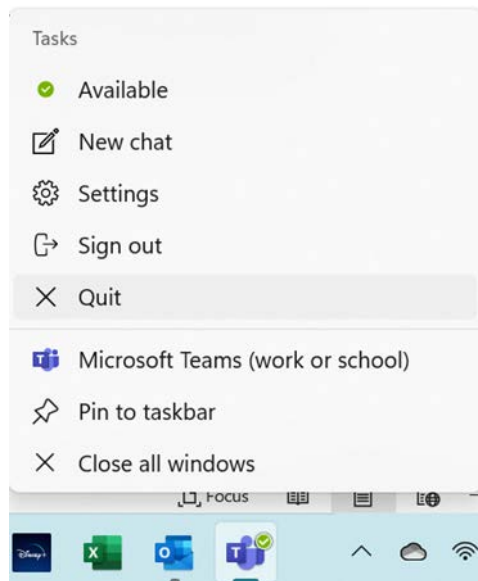 Tasks
Available
New chat
Settings
Sign out
Quit
Microsoft Teams (work or school)
Pin to taskbar
Close all windows
Focus
Disney+